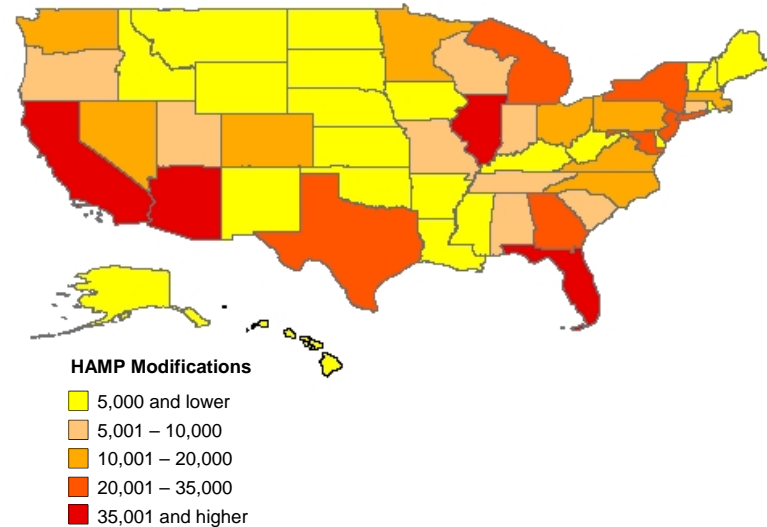 HAMP Modifications
5,000 and lower
5,001 – 10,000
10,001 – 20,000
20,001 – 35,000
35,001 and higher